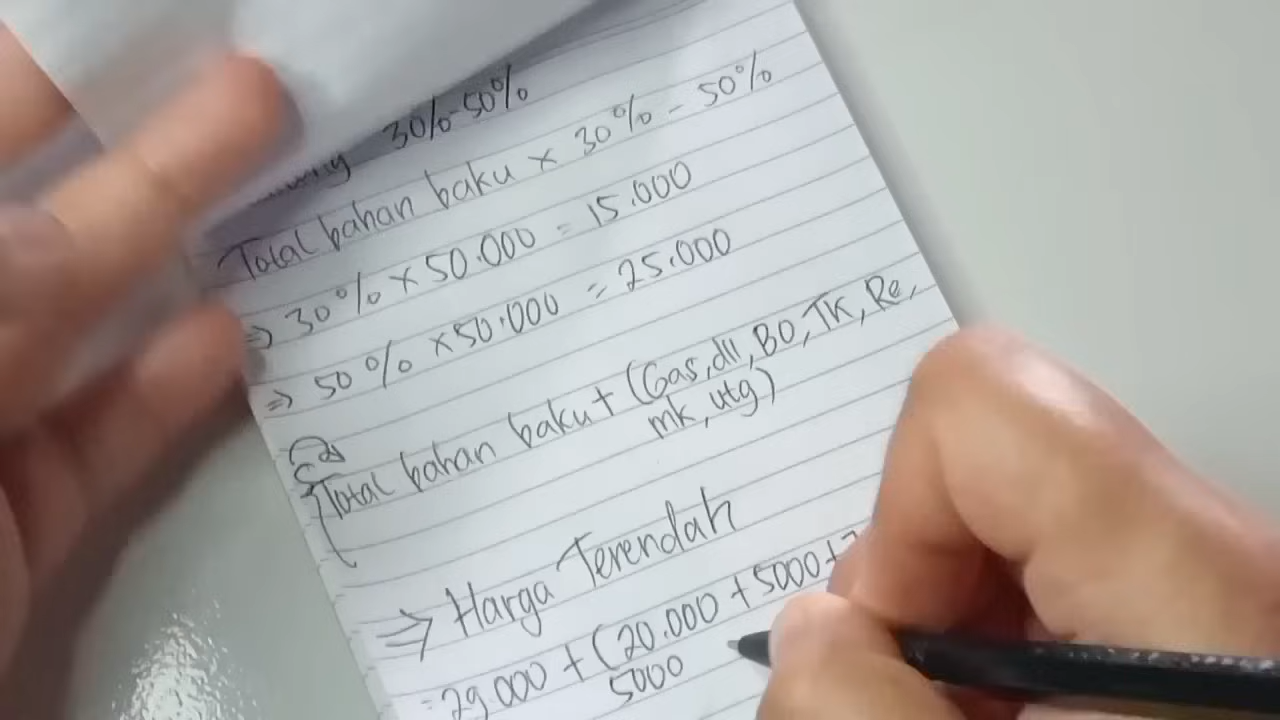 30%-50%
Total bahan baku × 30% - 50%
⇒ 30% × 50.000 = 15.000
⇒ 50% × 50.000 = 25.000
Total bahan baku + (Gas, dll, BO, TK, Re,
mk, utg)
⇒ Harga Terendah
= 29.000 + (20.000 + 5000 +
5000